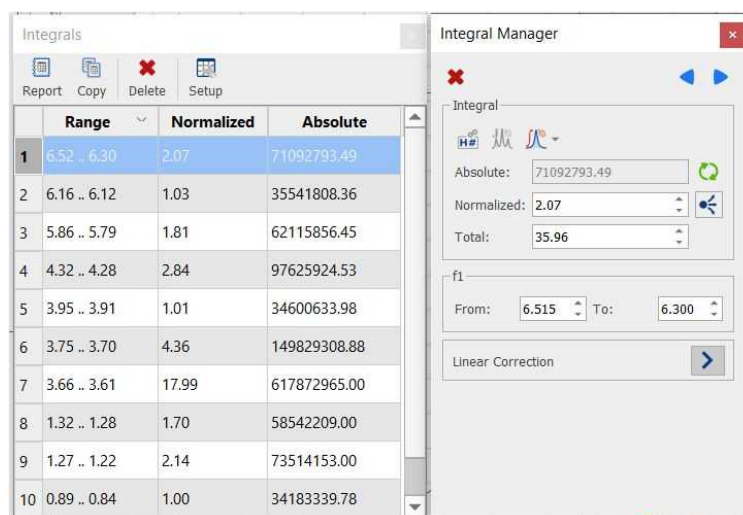 Integrals
Report Copy Delete Setup
Range Normalized Absolute
1 6.52 .. 6.30 2.07 71092793.49
2 6.16 .. 6.12 1.03 35541808.36
3 5.86 .. 5.79 1.81 62115856.45
4 4.32 .. 4.28 2.84 97625924.53
5 3.95 .. 3.91 1.01 34600633.98
6 3.75 .. 3.70 4.36 149829308.88
7 3.66 .. 3.61 17.99 617872965.00
8 1.32 .. 1.28 1.70 58542209.00
9 1.27 .. 1.22 2.14 73514153.00
10 0.89 .. 0.84 1.00 34183339.78
Integral Manager
Integral
H#
Absolute: 71092793.49
Normalized: 2.07
Total: 35.96
f1
From: 6.515 To: 6.300
Linear Correction